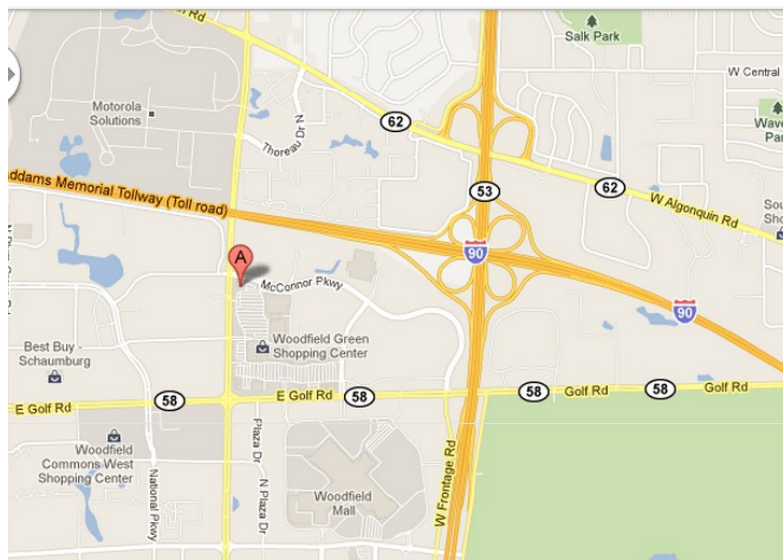 Salk Park
W Central
Motorola
Solutions
62
Wav
Par
Thoreau Dr N
53
62
W Algonquin Rd
Addams Memorial Tollway (Toll road)
Sou
Sho
90
A
McConnor Pkwy
90
Woodfield Green
Shopping Center
Best Buy -
Schaumburg
58
58
58
58
Golf Rd
Golf Rd
E Golf Rd
E Golf Rd
Woodfield
Commons West
Shopping Center
National Pkwy
Plaza Dr
N Plaza Dr
Woodfield
Mall
W Frontage Rd